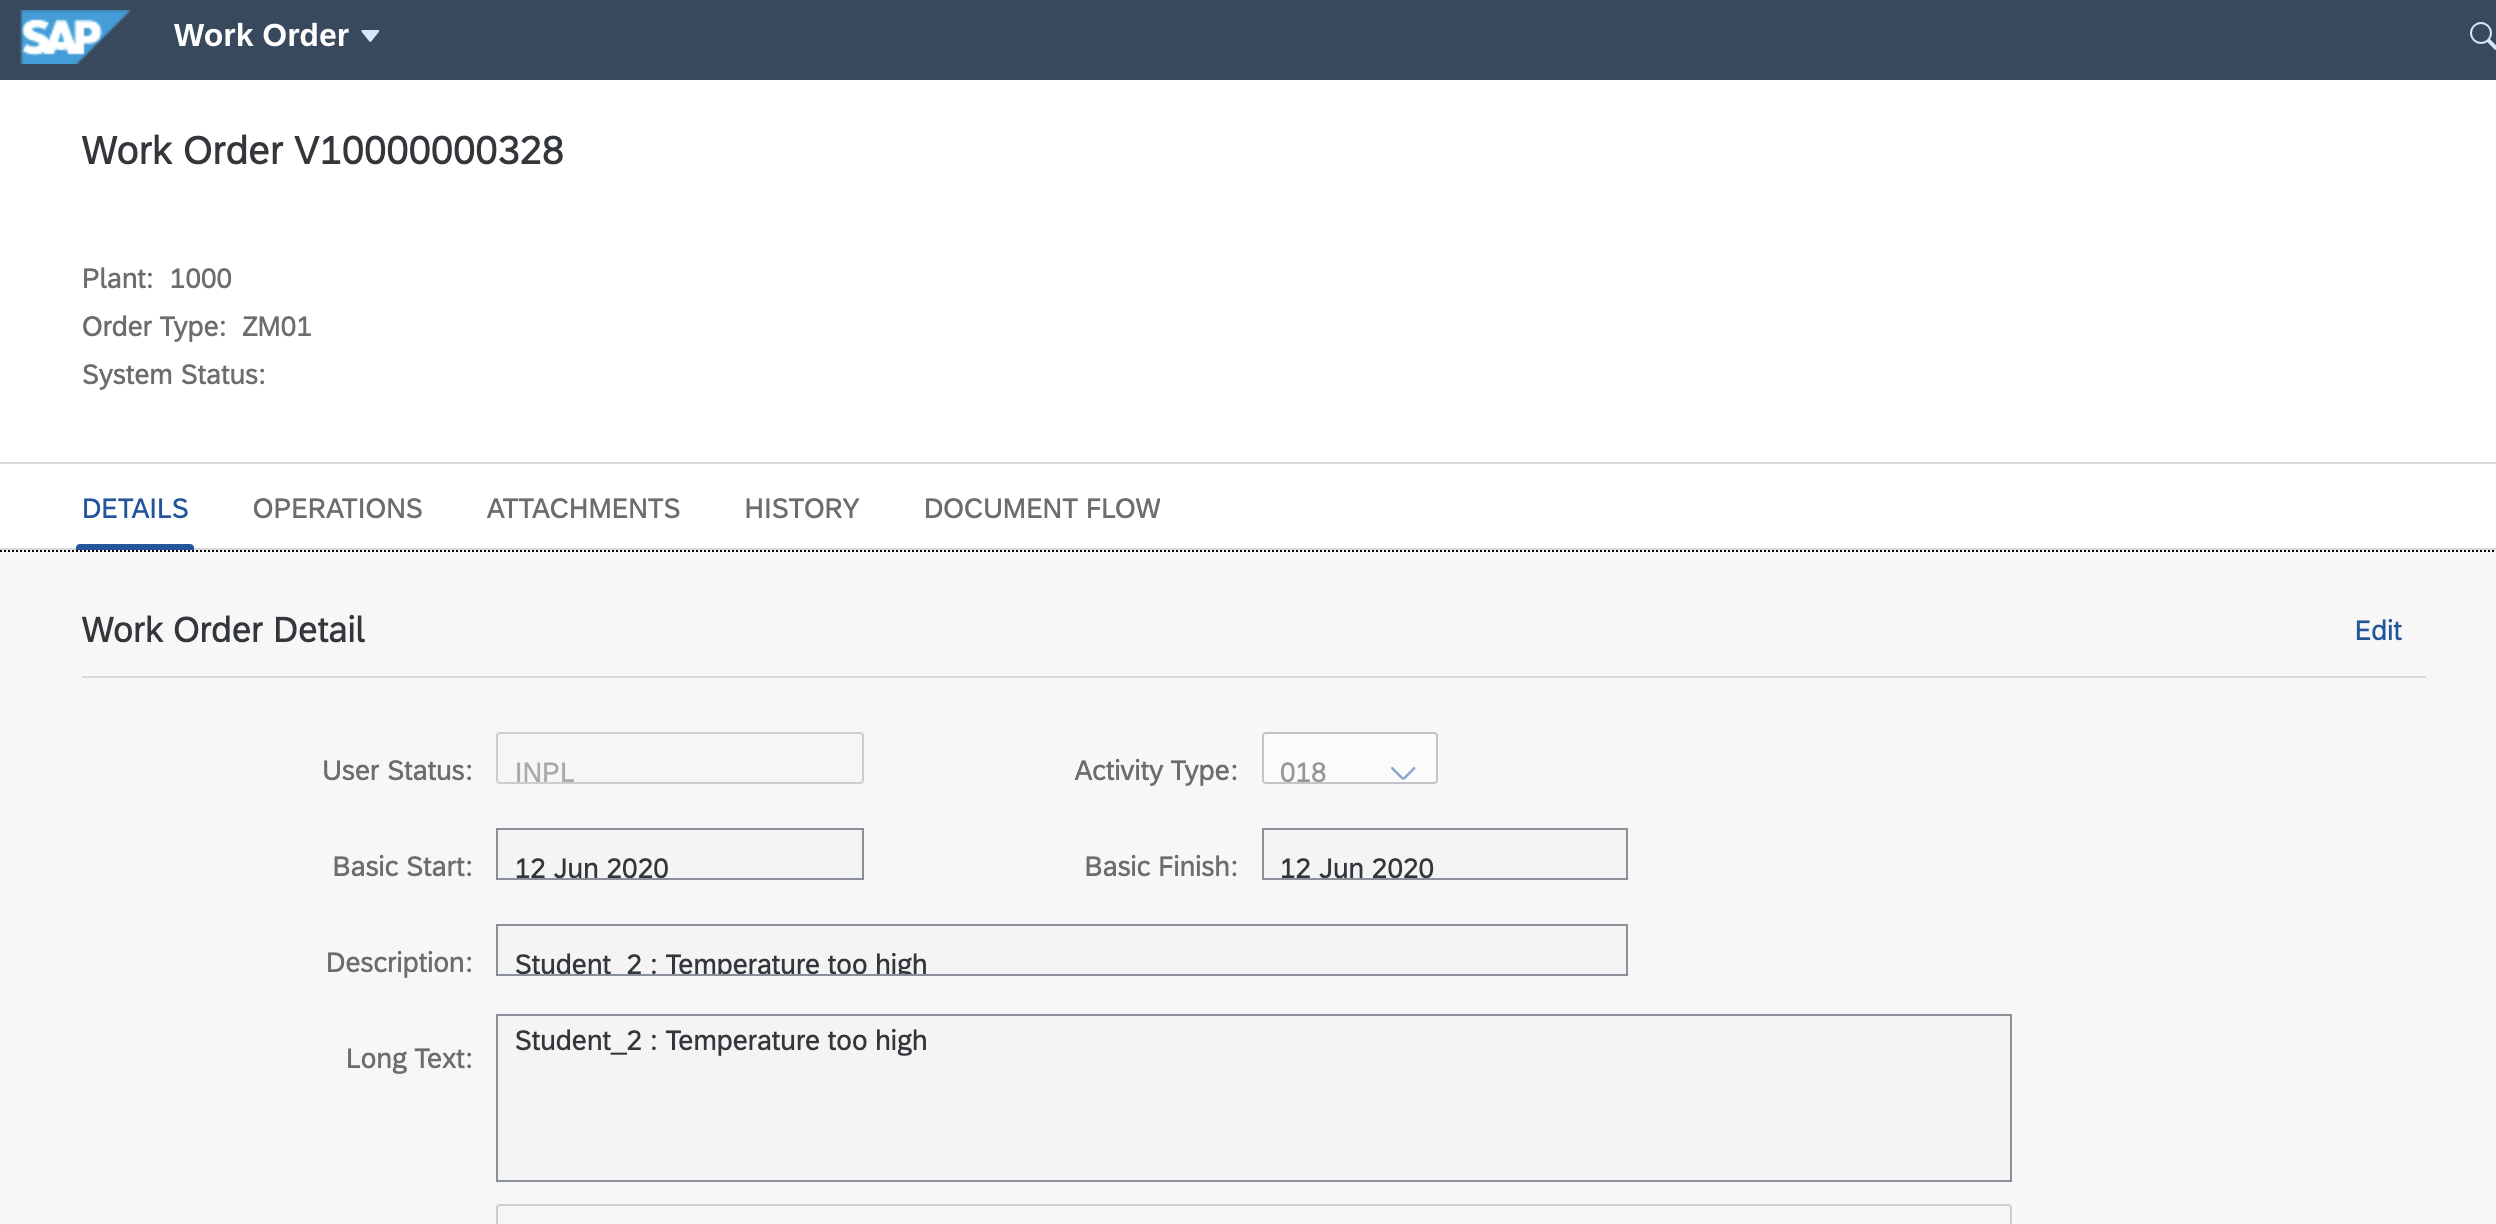 SAP Work Order
Work Order V10000000328
Plant: 1000
Order Type: ZM01
System Status:
DETAILS OPERATIONS ATTACHMENTS HISTORY DOCUMENT FLOW
Work Order Detail Edit
User Status: INPL Activity Type: 018
Basic Start: 12 Jun 2020 Basic Finish: 12 Jun 2020
Description: Student_2 : Temperature too high
Long Text: Student_2 : Temperature too high